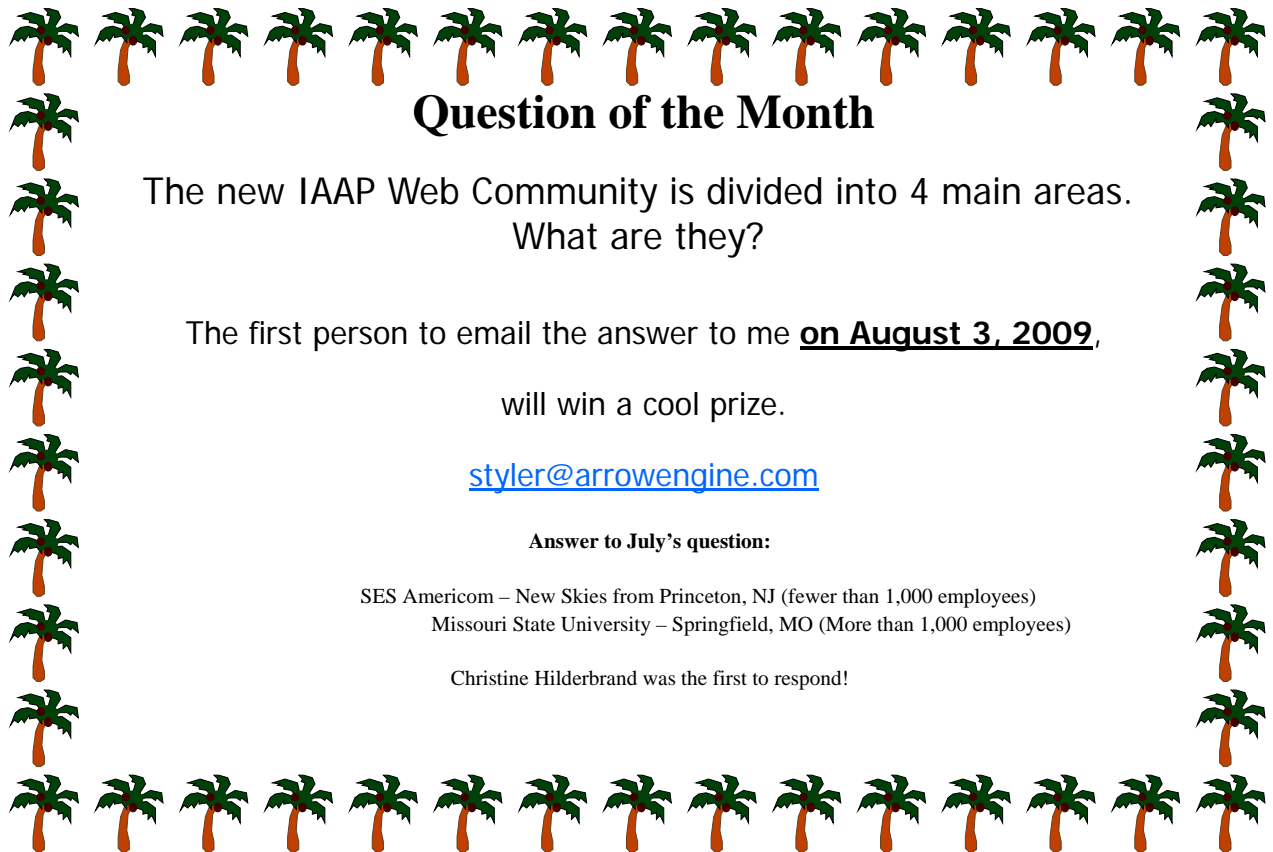 Question of the Month
The new IAAP Web Community is divided into 4 main areas.
What are they?
The first person to email the answer to me on August 3, 2009,
will win a cool prize.
styler@arrowengine.com
Answer to July’s question:
SES Americom – New Skies from Princeton, NJ (fewer than 1,000 employees)
Missouri State University – Springfield, MO (More than 1,000 employees)
Christine Hilderbrand was the first to respond!